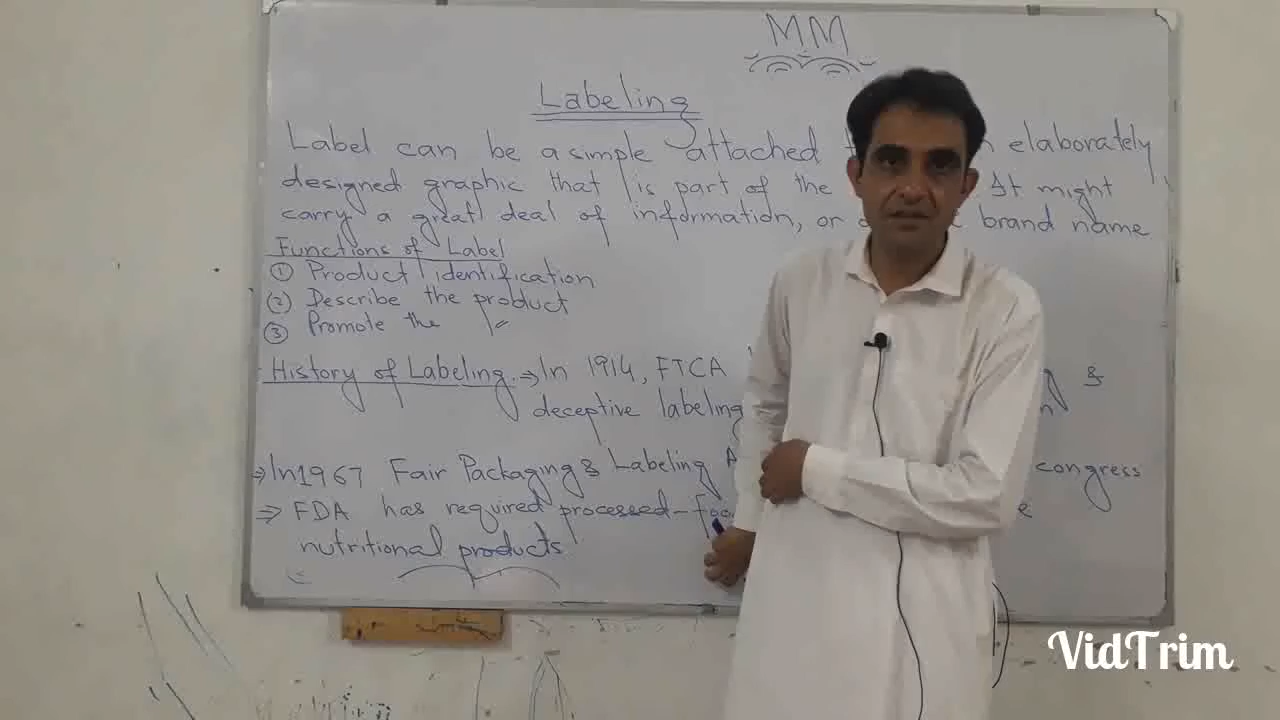 MM
Labeling
Label can be a simple attached elaborately
designed graphic that is part of the It might
carry a great deal of information, or brand name
Functions of Label
① Product identification
② Describe the product
③ Promote the 〃
History of Labeling. → In 1914, FTCA &
deceptive labeling
⇒ In 1967 Fair Packaging & Labeling A congress
⇒ FDA has required processed-foo
nutritional products
VidTrim